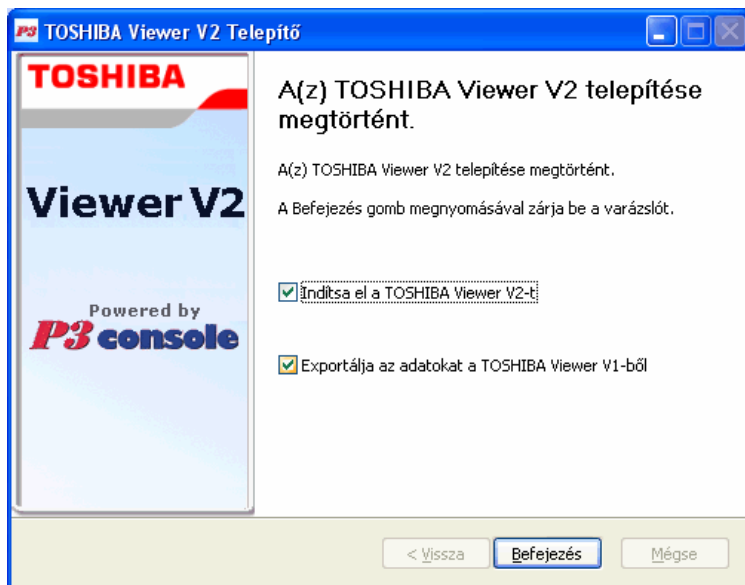 P3 TOSHIBA Viewer V2 Telepítő
TOSHIBA
Viewer V2
Powered by
P3 console
A(z) TOSHIBA Viewer V2 telepítése
megtörtént.
A(z) TOSHIBA Viewer V2 telepítése megtörtént.
A Befejezés gomb megnyomásával zárja be a varázslót.
Indítsa el a TOSHIBA Viewer V2-t
Exportálja az adatokat a TOSHIBA Viewer V1-ből
< Vissza
Befejezés
Mégse